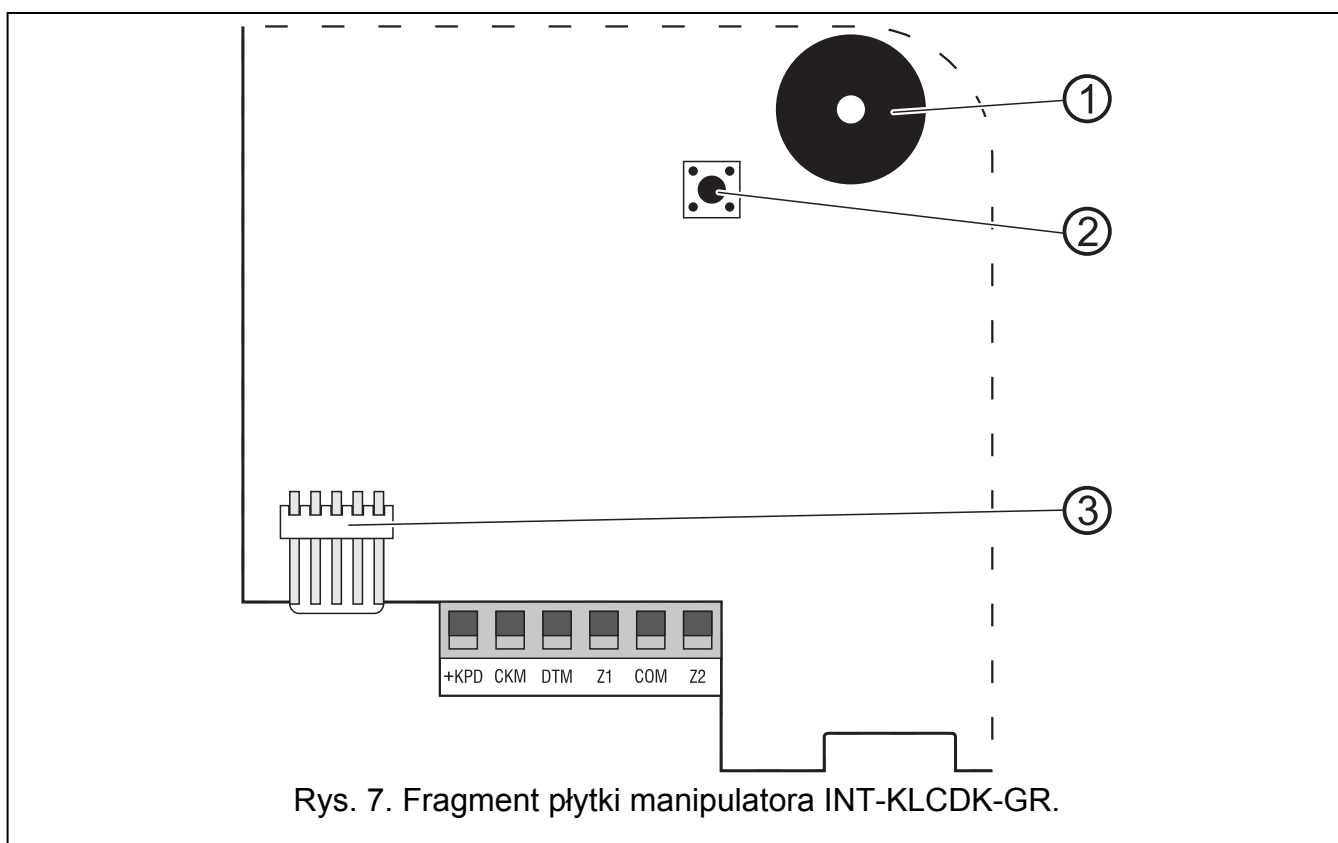 1
2
3
+KPD CKM DTM Z1 COM Z2
Rys. 7. Fragment płytki manipulatora INT-KLCDK-GR.